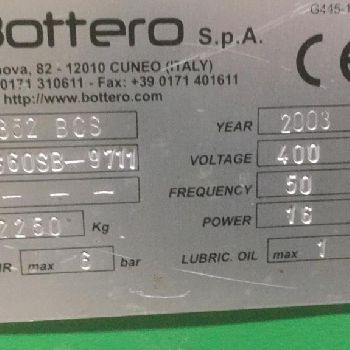 G445-1
Bottero S.p.A.
nova, 82 - 12010 CUNEO (ITALY)
0171 310611 - Fax: +39 0171 401611
http://www.bottero.com
352 BCS YEAR 2003
660SB-9711 VOLTAGE 400
- - - FREQUENCY 50
2250 Kg POWER 16
IR max 6 bar LUBRIC. OIL max 1
CE